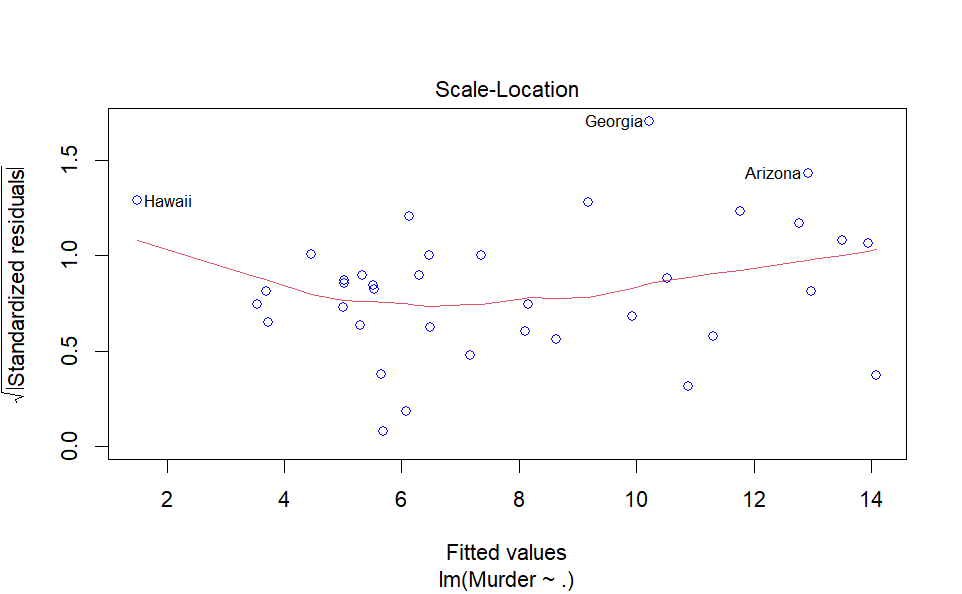 Scale-Location
Georgia
Arizona
Hawaii
√|Standardized residuals|
1.5
1.0
0.5
0.0
2 4 6 8 10 12 14
Fitted values
lm(Murder ~ .)